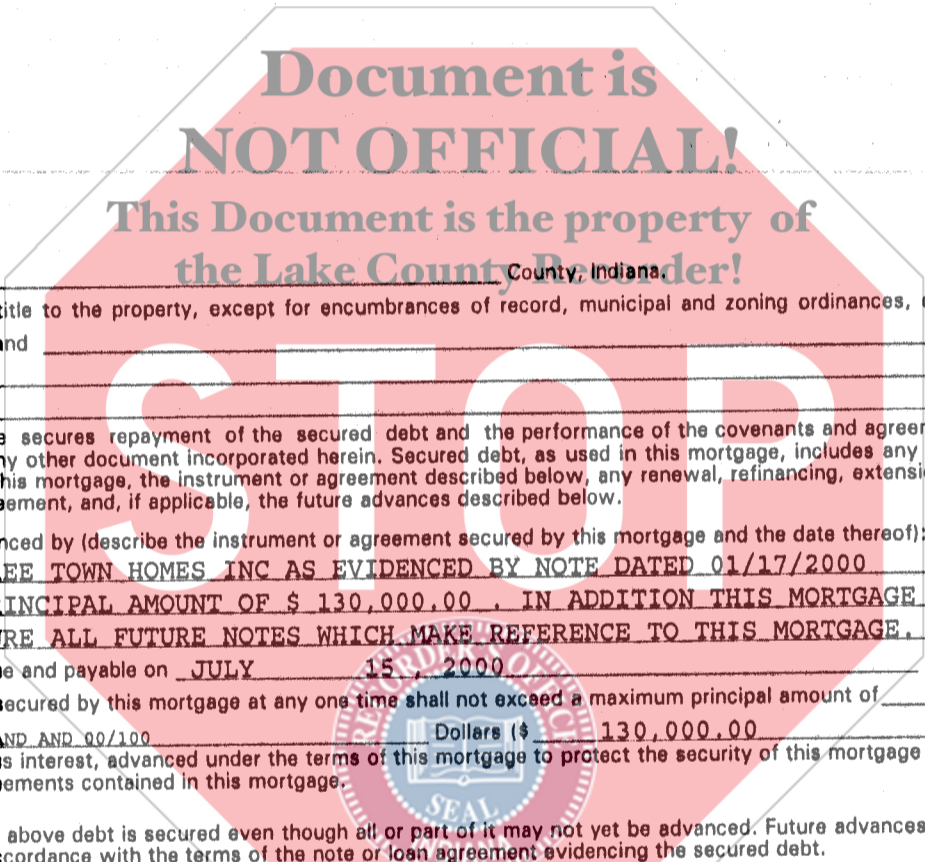 Document is
NOT OFFICIAL!
This Document is the property of
the Lake County Recorder!
County, Indiana.
title to the property, except for encumbrances of record, municipal and zoning ordinances,
and
STOP
e secures repayment of the secured debt and the performance of the covenants and agreer
ny other document incorporated herein. Secured debt, as used in this mortgage, includes any
his mortgage, the instrument or agreement described below, any renewal, refinancing, extensi
ement, and, if applicable, the future advances described below.
nced by (describe the instrument or agreement secured by this mortgage and the date thereof):
EE TOWN HOMES INC AS EVIDENCED BY NOTE DATED 01/17/2000
INCIPAL AMOUNT OF $ 130,000.00 . IN ADDITION THIS MORTGAGE
RE ALL FUTURE NOTES WHICH MAKE REFERENCE TO THIS MORTGAGE.
e and payable on JULY 15 , 2000
secured by this mortgage at any one time shall not exceed a maximum principal amount of
AND AND 00/100 Dollars ($ 130,000.00
s interest, advanced under the terms of this mortgage to protect the security of this mortgage
ements contained in this mortgage.
RECORDER'S OFFICE
SEAL
above debt is secured even though all or part of it may not yet be advanced. Future advances
ccordance with the terms of the note or loan agreement evidencing the secured debt.